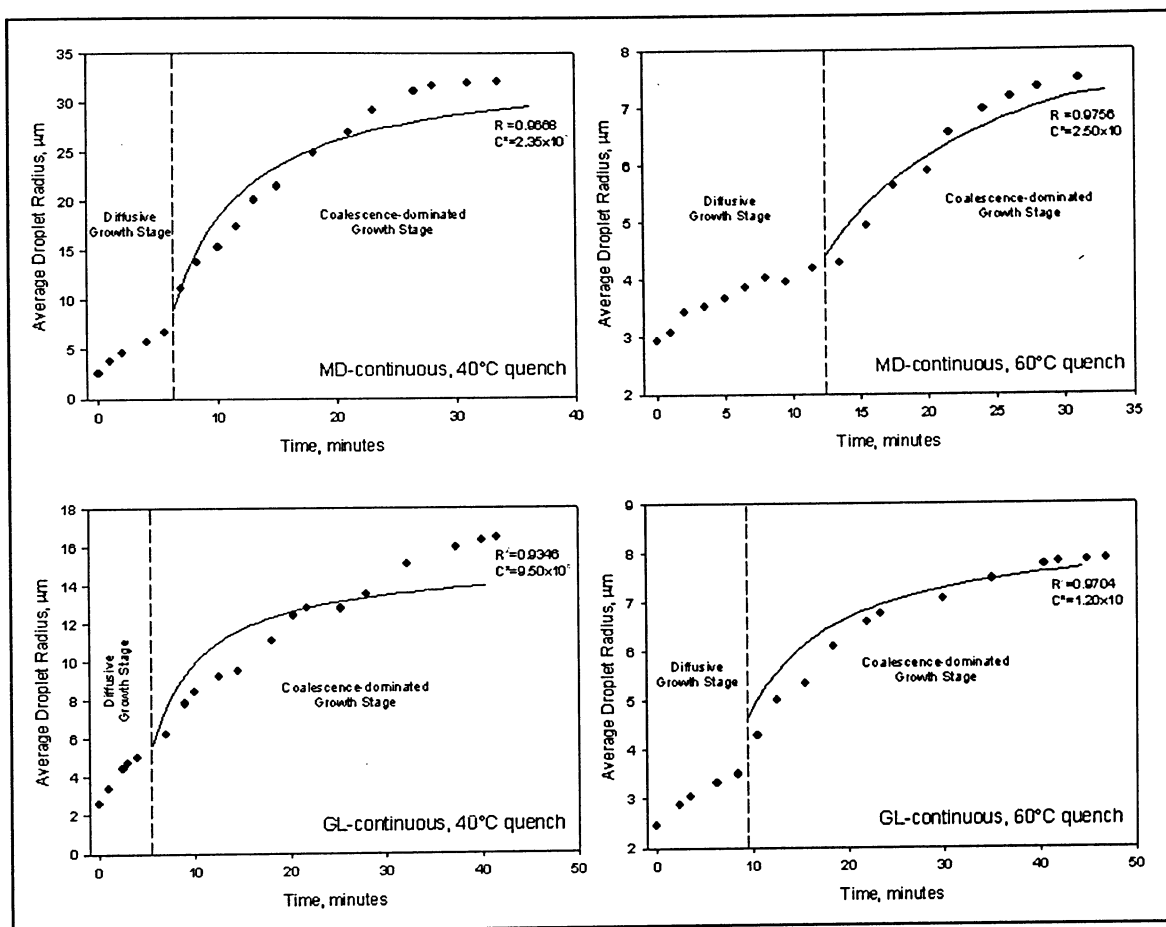 35
30
25
20
15
10
5
0
Average Droplet Radius, µm
Diffusive
Growth Stage
Coalescence-dominated
Growth Stage
R =0.9668
MD-continuous, 40°C quench
0 10 20 30 40
Time, minutes
8
7
6
5
4
3
2
Average Droplet Radius, µm
Diffusive
Growth Stage
Coalescence-dominated
Growth Stage
R =0.9756
MD-continuous, 60°C quench
0 5 10 15 20 25 30 35
Time, minutes
18
16
14
12
10
8
6
4
2
0
Average Droplet Radius, µm
Diffusive
Growth Stage
Coalescence-dominated
Growth Stage
=0.9346
GL-continuous, 40°C quench
0 10 20 30 40 50
Time, minutes
9
8
7
6
5
4
3
2
Average Droplet Radius, µm
Diffusive
Growth Stage
Coalescence-dominated
Growth Stage
=0.9704
GL-continuous, 60°C quench
0 10 20 30 40 50
Time, minutes